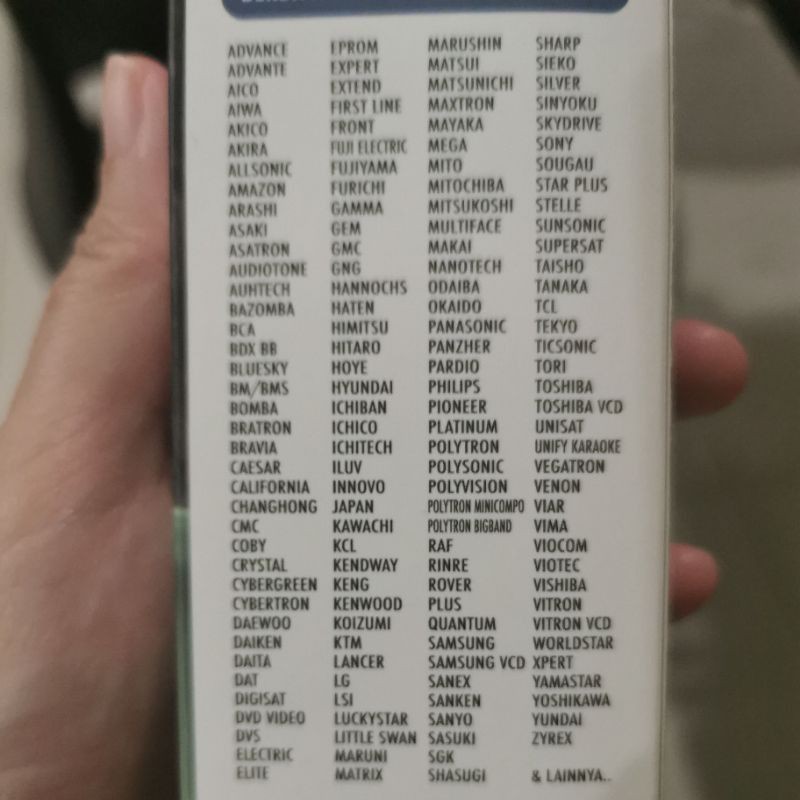 ADVANCE
ADVANTE
AICO
AIWA
AKICO
AKIRA
ALLSONIC
AMAZON
ARASHI
ASAKI
ASATRON
AUDIOTONE
AUHTECH
BAZOMBA
BCA
BDX BB
BLUESKY
BM/BMS
BOMBA
BRATRON
BRAVIA
CAESAR
CALIFORNIA
CHANGHONG
CMC
COBY
CRYSTAL
CYBERGREEN
CYBERTRON
DAEWOO
DAIKEN
DAITA
DAT
DIGISAT
DVD VIDEO
DVS
ELECTRIC
ELITE
EPROM
EXPERT
EXTEND
FIRST LINE
FRONT
FUJI ELECTRIC
FUJIYAMA
FURICHI
GAMMA
GEM
GMC
GNG
HANNOCHS
HATEN
HIMITSU
HITARO
HOYE
HYUNDAI
ICHIBAN
ICHICO
ICHITECH
ILUV
INNOVO
JAPAN
KAWACHI
KCL
KENDWAY
KENG
KENWOOD
KOIZUMI
KTM
LANCER
LG
LSI
LUCKYSTAR
LITTLE SWAN
MARUNI
MATRIX
MARUSHIN
MATSUI
MATSUNICHI
MAXTRON
MAYAKA
MEGA
MITO
MITOCHIBA
MITSUKOSHI
MULTIFACE
MAKAI
NANOTECH
ODAIBA
OKAIDO
PANASONIC
PANZHER
PARDIO
PHILIPS
PIONEER
PLATINUM
POLYTRON
POLYSONIC
POLYVISION
POLYTRON MINICOMPO
POLYTRON BIGBAND
RAF
RINRE
ROVER
PLUS
QUANTUM
SAMSUNG
SAMSUNG VCD
SANEX
SANKEN
SANYO
SASUKI
SGK
SHASUGI
SHARP
SIEKO
SILVER
SINYOKU
SKYDRIVE
SONY
SOUGAU
STAR PLUS
STELLE
SUNSONIC
SUPERSAT
TAISHO
TANAKA
TCL
TEKYO
TICSONIC
TORI
TOSHIBA
TOSHIBA VCD
UNISAT
UNIFY KARAOKE
VEGATRON
VENON
VIAR
VIMA
VIOCOM
VIOTEC
VISHIBA
VITRON
VITRON VCD
WORLDSTAR
XPERT
YAMASTAR
YOSHIKAWA
YUNDAI
ZYREX
& LAINNYA..